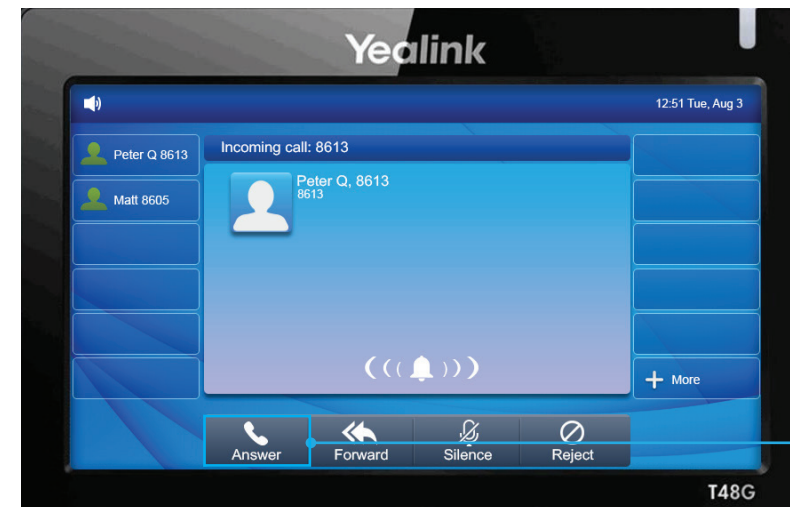 Yealink
12:51 Tue, Aug 3
Peter Q 8613
Matt 8605
Incoming call: 8613
Peter Q, 8613
8613
More
Answer
Forward
Silence
Reject
T48G